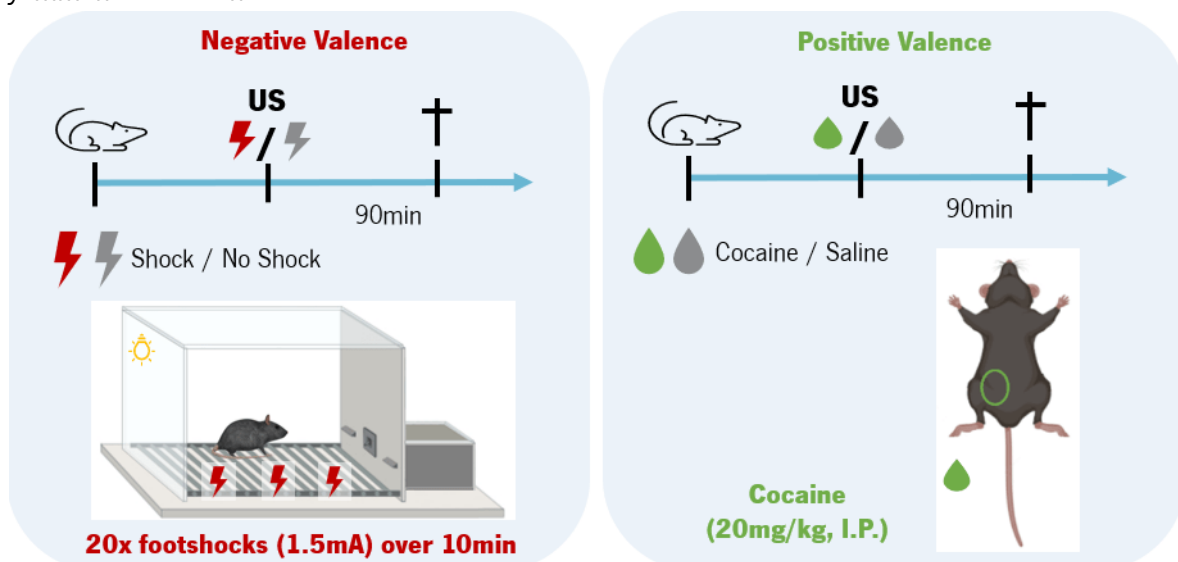 Negative Valence
US
/
90min
Shock / No Shock
20x footshocks (1.5mA) over 10min
Positive Valence
US
/
90min
Cocaine / Saline
Cocaine
(20mg/kg, I.P.)